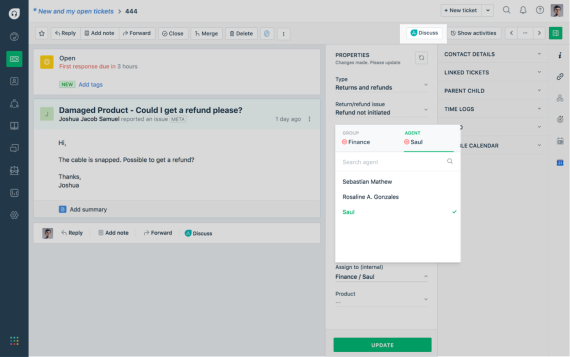 New and my open tickets > 444
+ New ticket
Reply
Add note
Forward
Close
Merge
Delete
Discuss
Show activities
Open
First response due in 3 hours
NEW Add tags
J
Damaged Product - Could I get a refund please?
Joshua Jacob Samuel reported an issue META
1 day ago
Hi,
The cable is snapped. Possible to get a refund?
Thanks,
Joshua
Add summary
Reply
Add note
Forward
Discuss
PROPERTIES
Changes made. Please update
Type
Returns and refunds
Return/refund issue
Refund not initiated
GROUP
Finance
AGENT
Saul
Search agent
Sebastian Mathew
Rosaline A. Gonzales
Saul
Assign to (internal)
Finance / Saul
Product
--
UPDATE
CONTACT DETAILS
LINKED TICKETS
PARENT CHILD
TIME LOGS
O
LE CALENDAR